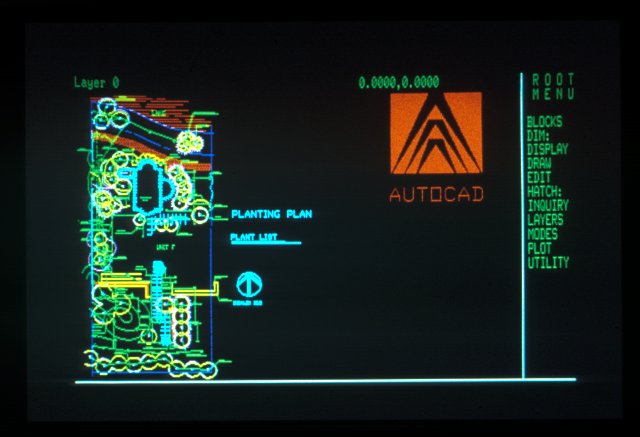 Layer 0
0.0000,0.0000
ROOT
MENU
BLOCKS
DIM:
DISPLAY
DRAW
EDIT
HATCH:
INQUIRY
LAYERS
MODES
PLOT
UTILITY
AUTOCAD
PLANTING PLAN
PLANT LIST